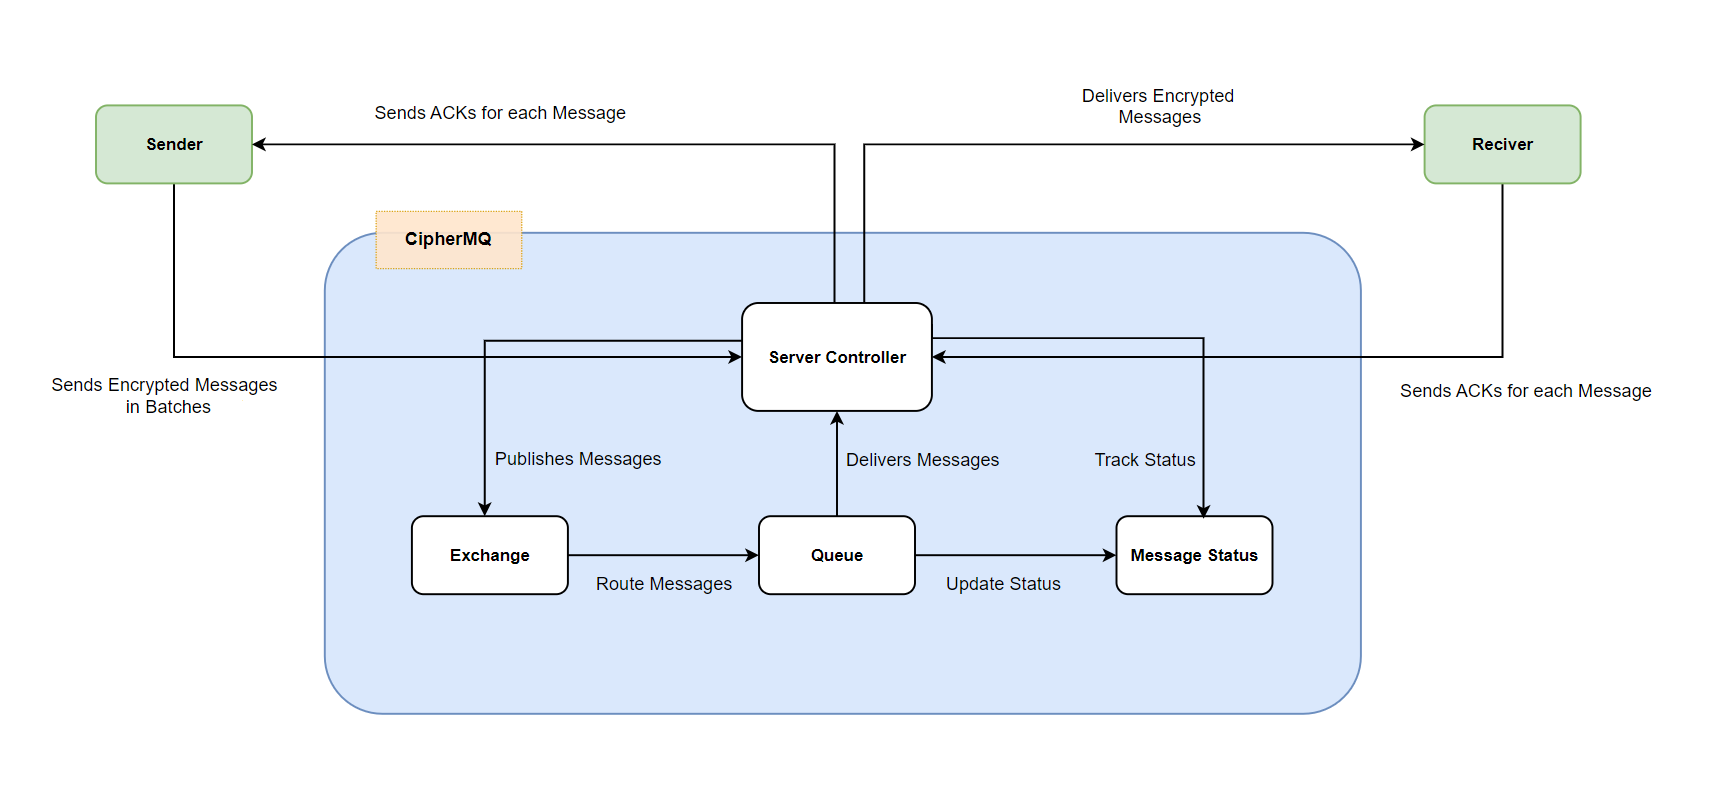 Sends ACKs for each Message
Delivers Encrypted
Messages
Sender
Reciver
CipherMQ
Server Controller
Sends Encrypted Messages
in Batches
Sends ACKs for each Message
Publishes Messages
Delivers Messages
Track Status
Exchange
Queue
Message Status
Route Messages
Update Status